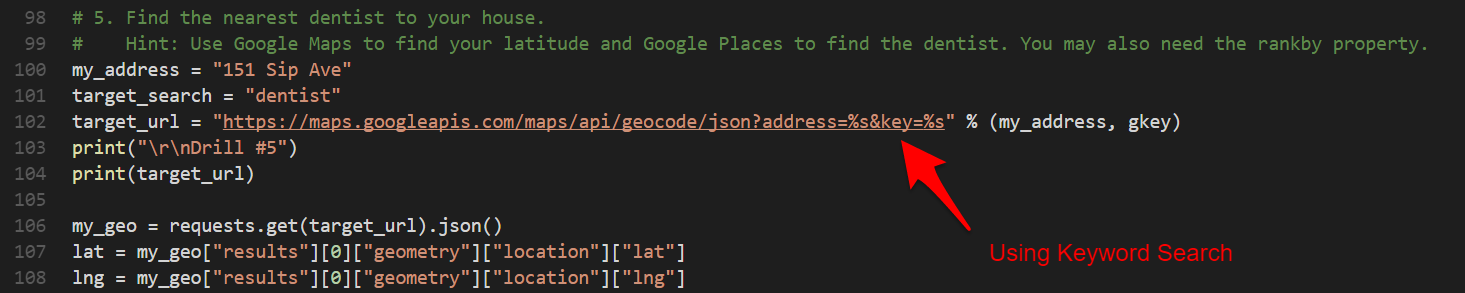 98 # 5. Find the nearest dentist to your house.
99 #    Hint: Use Google Maps to find your latitude and Google Places to find the dentist. You may also need the rankby property.
100 my_address = "151 Sip Ave"
101 target_search = "dentist"
102 target_url = "https://maps.googleapis.com/maps/api/geocode/json?address=%s&key=%s" % (my_address, gkey)
103 print("\r\nDrill #5")
104 print(target_url)
105
106 my_geo = requests.get(target_url).json()
107 lat = my_geo["results"][0]["geometry"]["location"]["lat"]
Using Keyword Search
108 lng = my_geo["results"][0]["geometry"]["location"]["lng"]